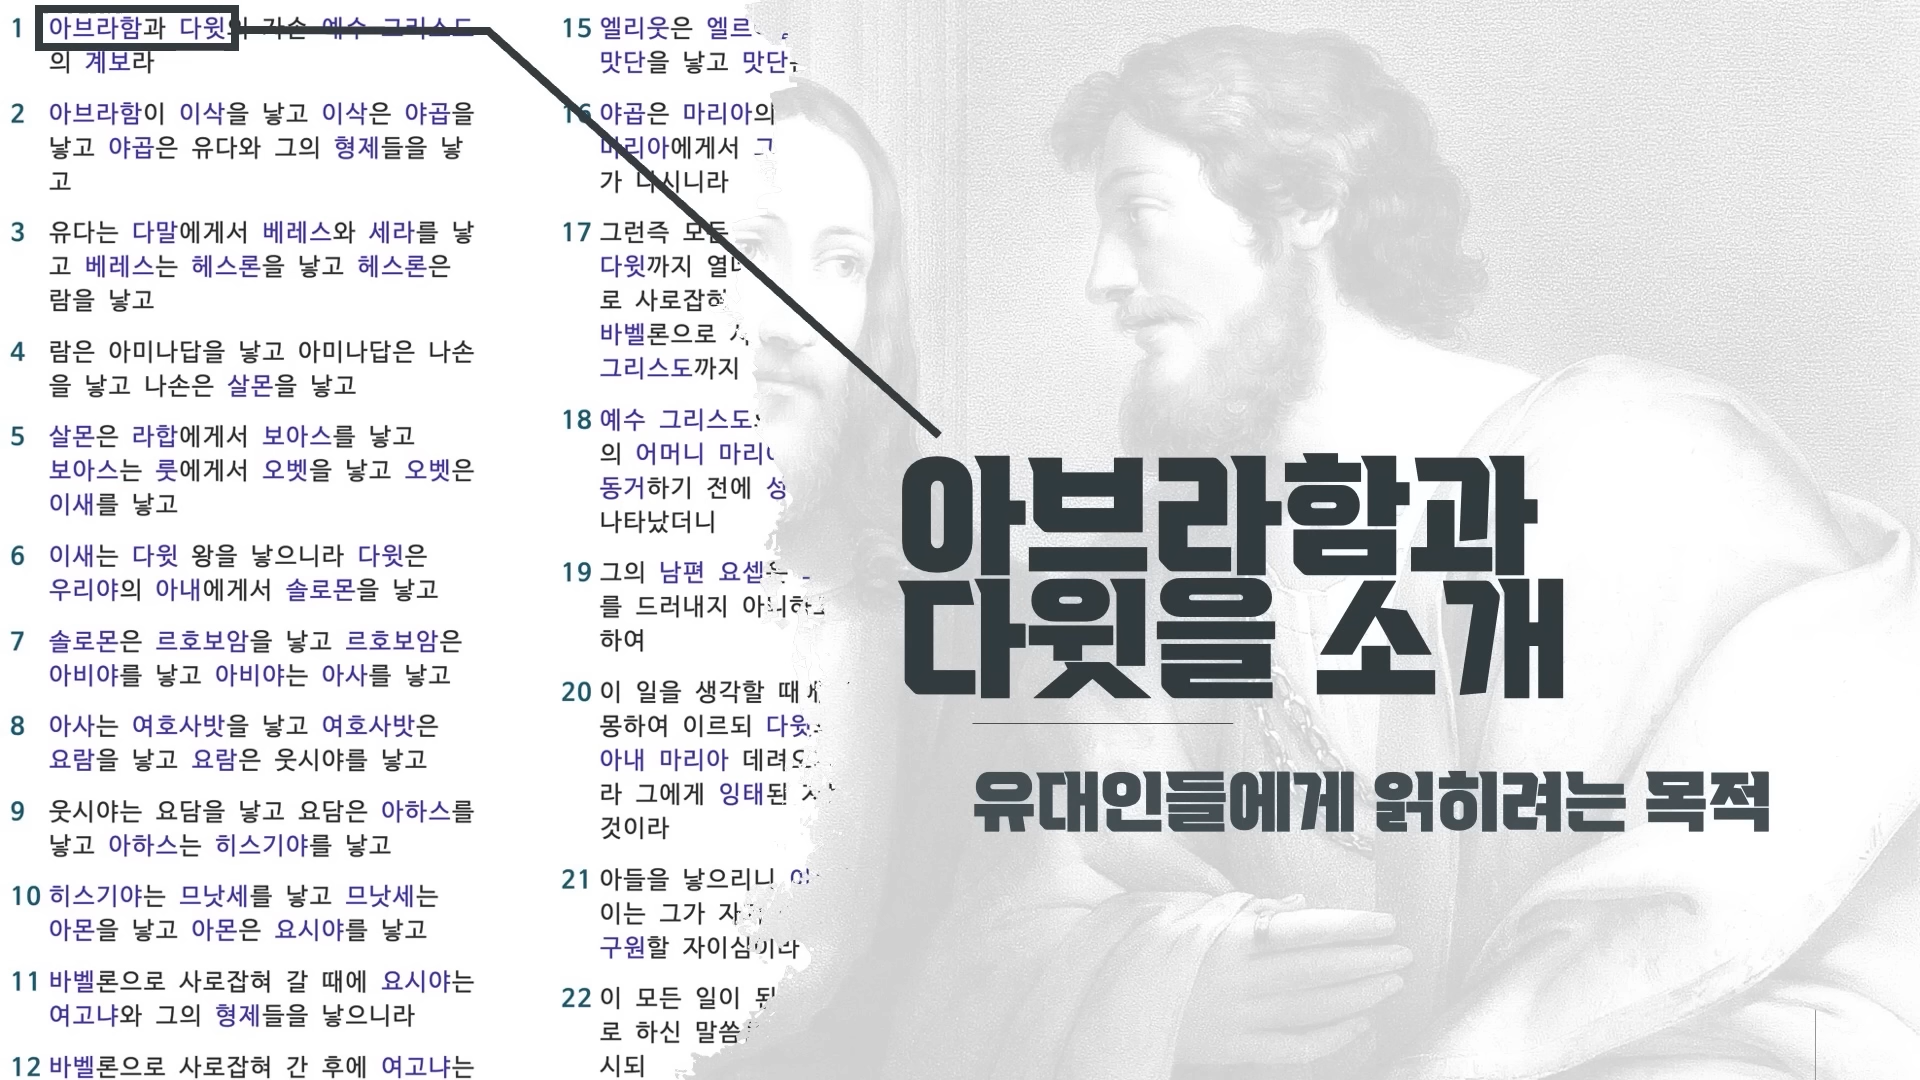 1 아브라함과 다윗의 자손 예수 그리스도
의 계보라
2 아브라함이 이삭을 낳고 이삭은 야곱을
낳고 야곱은 유다와 그의 형제들을 낳
고
3 유다는 다말에게서 베레스와 세라를 낳
고 베레스는 헤스론을 낳고 헤스론은
람을 낳고
4 람은 아미나답을 낳고 아미나답은 나손
을 낳고 나손은 살몬을 낳고
5 살몬은 라합에게서 보아스를 낳고
보아스는 룻에게서 오벳을 낳고 오벳은
이새를 낳고
6 이새는 다윗 왕을 낳으니라 다윗은
우리야의 아내에게서 솔로몬을 낳고
7 솔로몬은 르호보암을 낳고 르호보암은
아비야를 낳고 아비야는 아사를 낳고
8 아사는 여호사밧을 낳고 여호사밧은
요람을 낳고 요람은 웃시야를 낳고
9 웃시야는 요담을 낳고 요담은 아하스를
낳고 아하스는 히스기야를 낳고
10 히스기야는 므낫세를 낳고 므낫세는
아몬을 낳고 아몬은 요시야를 낳고
11 바벨론으로 사로잡혀 갈 때에 요시야는
여고냐와 그의 형제들을 낳으니라
12 바벨론으로 사로잡혀 간 후에 여고냐는
15 엘리웃은
맛단을 낳고 맛단
16 야곱은 마리아의
마리아에게서 그
가 나시니라
17 그런즉 모든
다윗까지
로 사로잡혀
바벨론으로
그리스도까지
18 예수 그리스도
의 어머니 마리아
동거하기 전에 성
나타났더니
19 그의 남편 요셉은
를 드러내지 아니하고
하여
20 이 일을 생각할 때에
몽하여 이르되 다윗
아내 마리아
라 그에게 잉태된
것이라
21 아들을 낳으리니
이는 그가
구원할 자이심이라
22 이 모든 일이 된
로 하신 말씀
시되
아브라함과
다윗을 소개
유대인들에게 읽히려는 목적